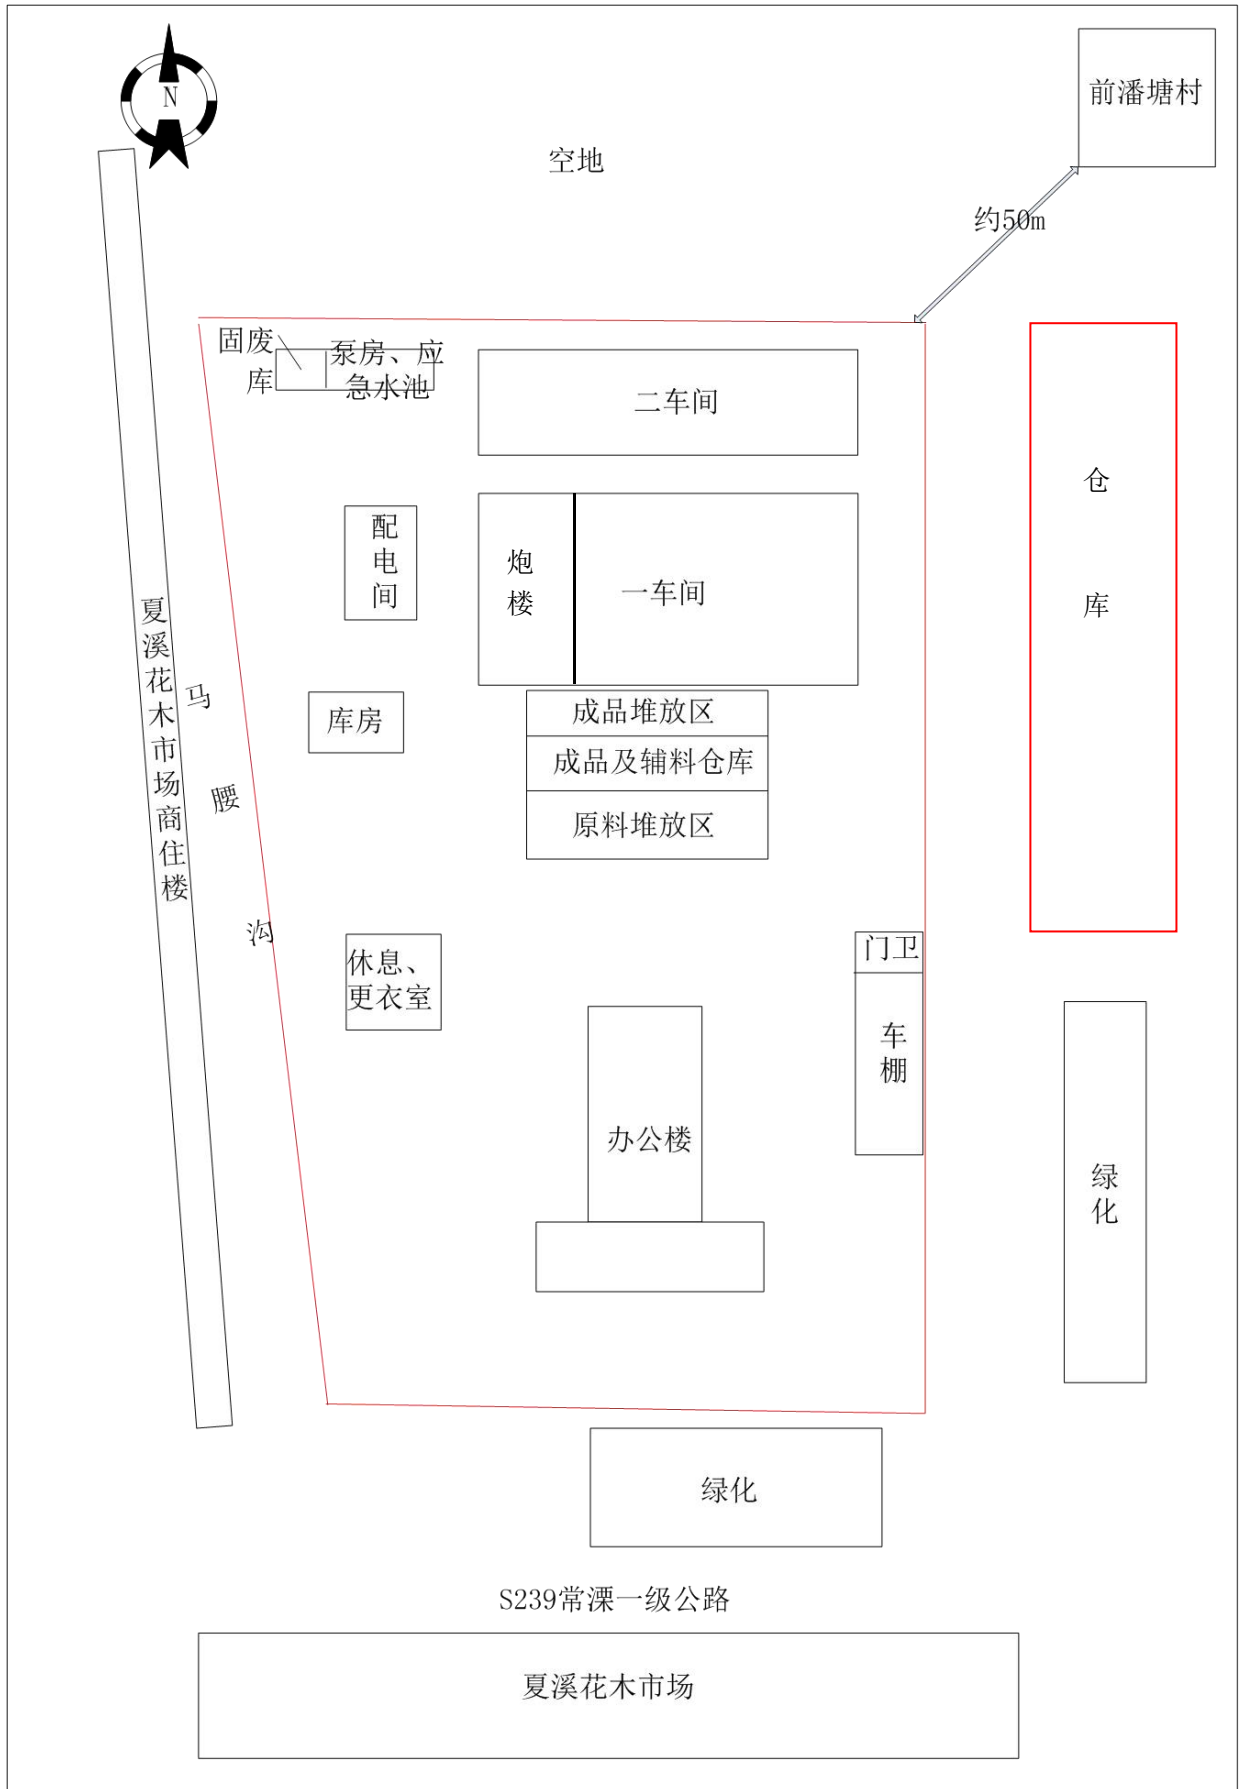 N
前潘塘村
空地
约50m
固废
库
泵房、应
急水池
二车间
仓
库
配
电
间
炮
楼
一车间
夏
溪
花
木
市
场
商
住
楼
马
腰
沟
库房
成品堆放区
成品及辅料仓库
原料堆放区
休息、
更衣室
门卫
车
棚
办公楼
绿
化
绿化
S239常溧一级公路
夏溪花木市场